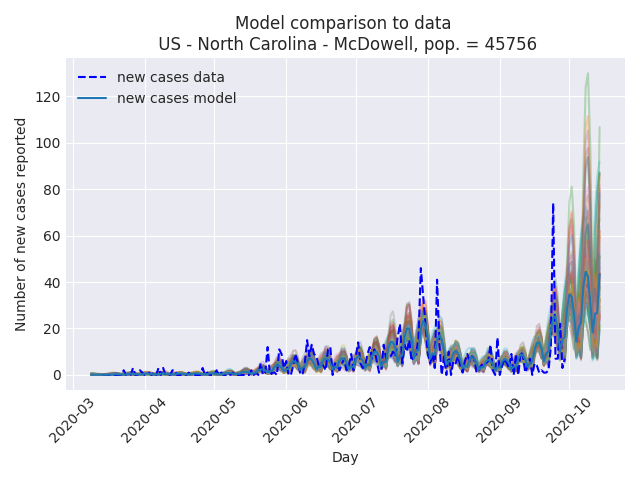 Model comparison to data
US - North Carolina - McDowell, pop. = 45756
new cases data
new cases model
Number of new cases reported
120
100
80
60
40
20
0
2020-03
2020-04
2020-05
2020-06
2020-07
2020-08
2020-09
2020-10
Day